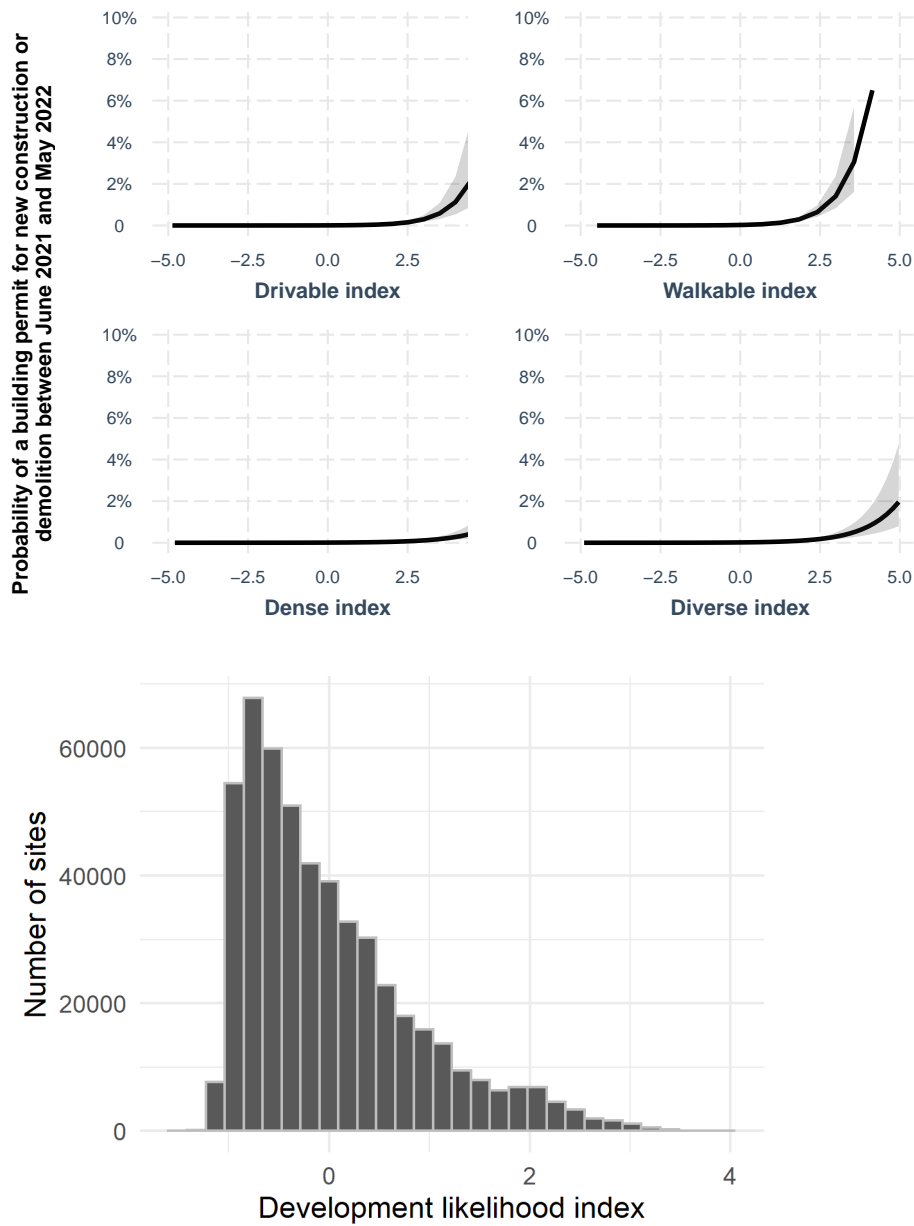 Probability of a building permit for new construction or
demolition between June 2021 and May 2022
10%
8%
6%
4%
2%
0
−5.0 −2.5 0.0 2.5
Drivable index
10%
8%
6%
4%
2%
0
−5.0 −2.5 0.0 2.5 5.0
Walkable index
10%
8%
6%
4%
2%
0
−5.0 −2.5 0.0 2.5
Dense index
10%
8%
6%
4%
2%
0
−5.0 −2.5 0.0 2.5 5.0
Diverse index
Number of sites
60000
40000
20000
0
0 2 4
Development likelihood index